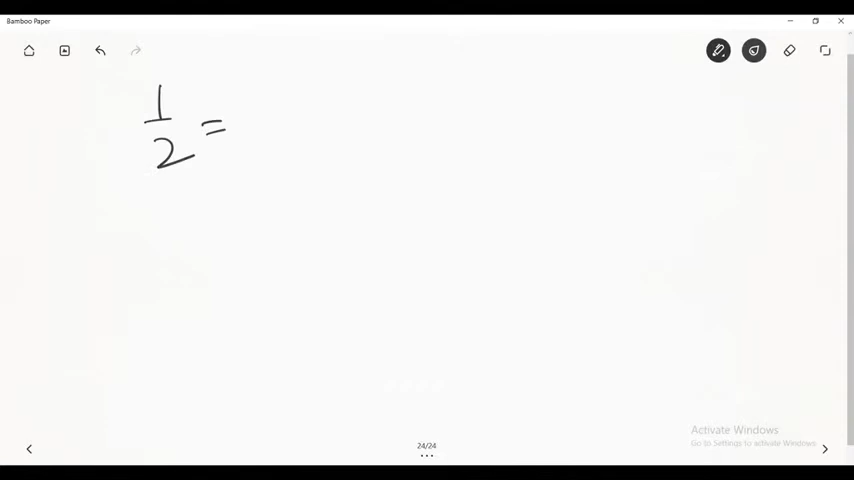 Bamboo Paper
1/2 =
24/24
Activate Windows
Go to Settings to activate Windows.